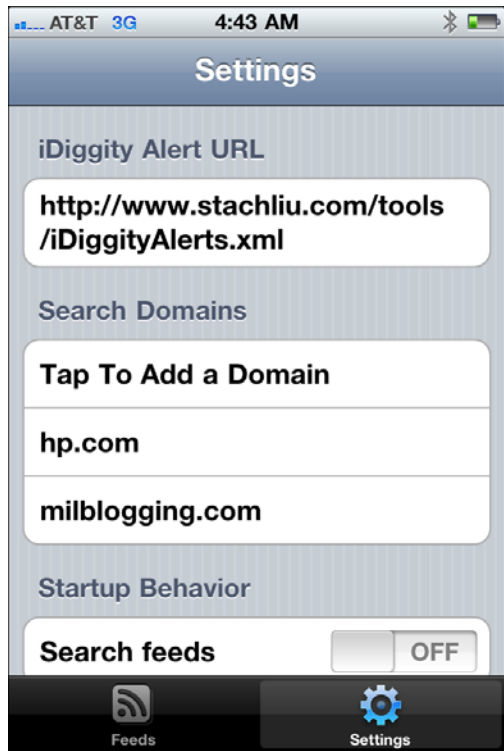 AT&T 3G 4:43 AM
Settings
iDiggity Alert URL
http://www.stachliu.com/tools
/iDiggityAlerts.xml
Search Domains
Tap To Add a Domain
hp.com
milblogging.com
Startup Behavior
Search feeds OFF
Feeds Settings